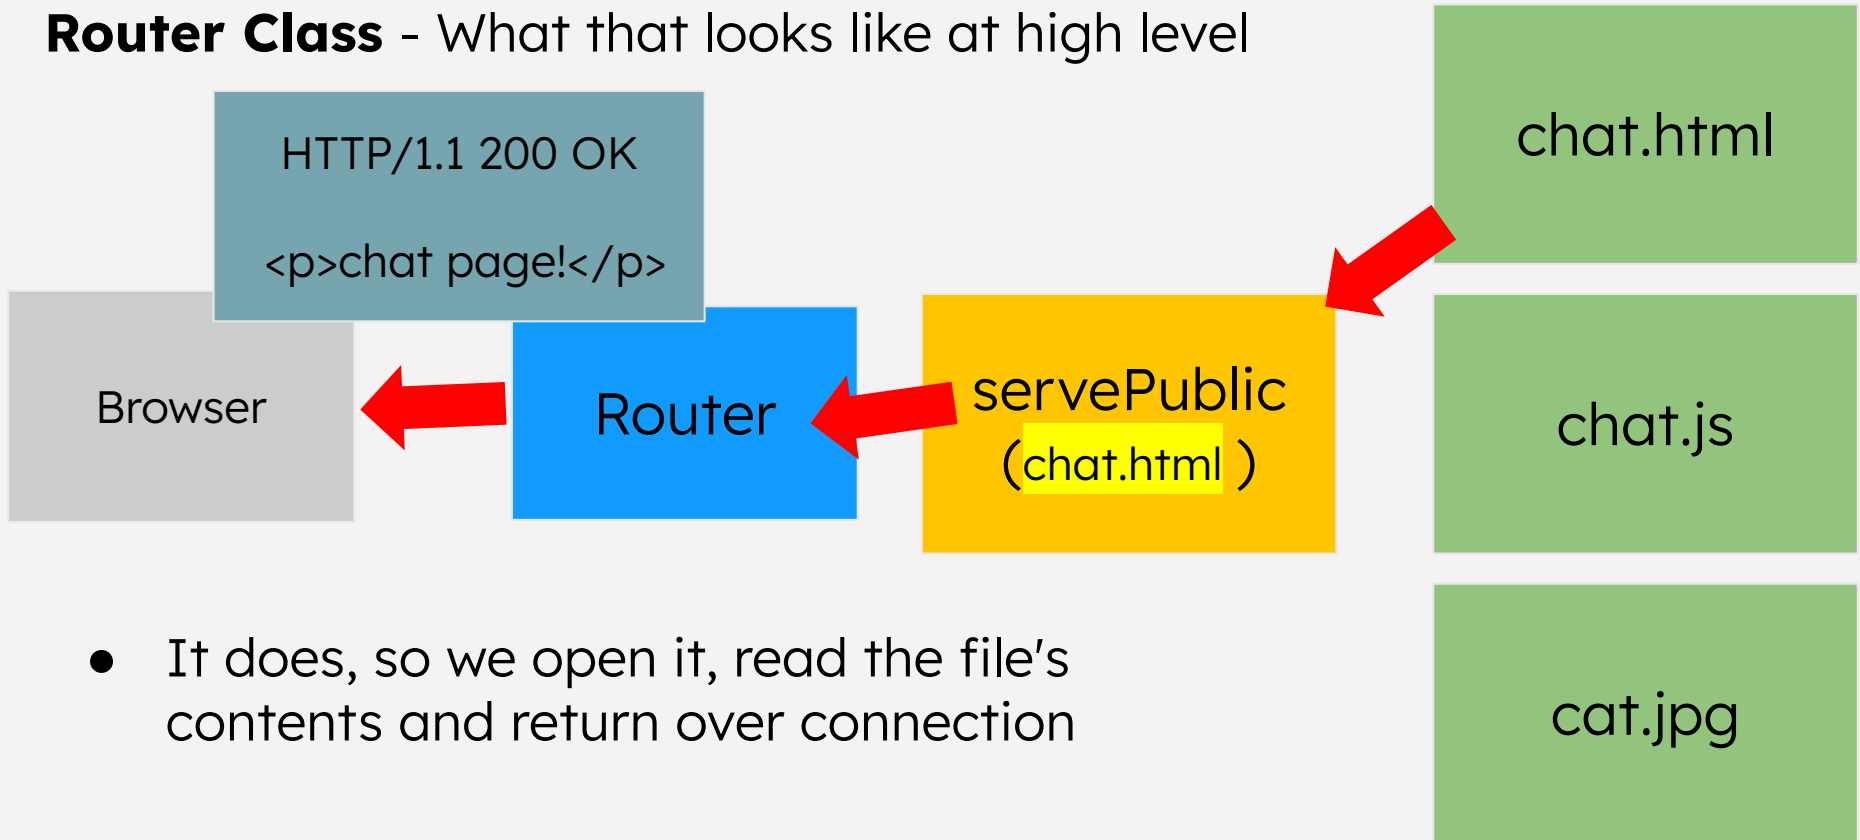 Router Class - What that looks like at high level
HTTP/1.1 200 OK
<p>chat page!</p>
Browser
Router
servePublic
(chat.html )
chat.html
chat.js
cat.jpg
● It does, so we open it, read the file's
contents and return over connection